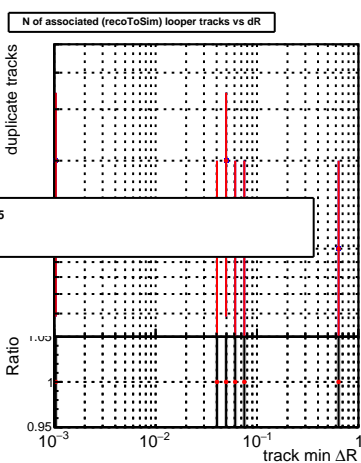 N of associated (recoToSim) looper tracks vs dR
duplicate tracks
5
Ratio
1.05
1
0.95
10⁻³ 10⁻² 10⁻¹ 1
track min ΔR